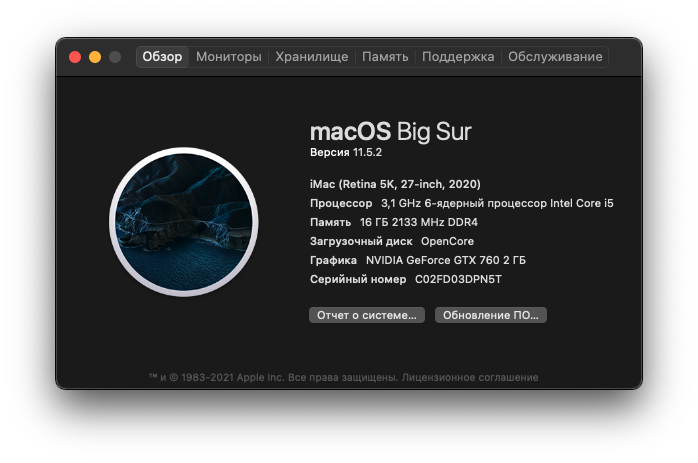 Обзор Мониторы Хранилище Память Поддержка Обслуживание
macOS Big Sur
Версия 11.5.2
iMac (Retina 5K, 27-inch, 2020)
Процессор 3,1 GHz 6-ядерный процессор Intel Core i5
Память 16 ГБ 2133 MHz DDR4
Загрузочный диск OpenCore
Графика NVIDIA GeForce GTX 760 2 ГБ
Серийный номер C02FD03DPN5T
Отчет о системе... Обновление ПО...
™ и © 1983-2021 Apple Inc. Все права защищены. Лицензионное соглашение